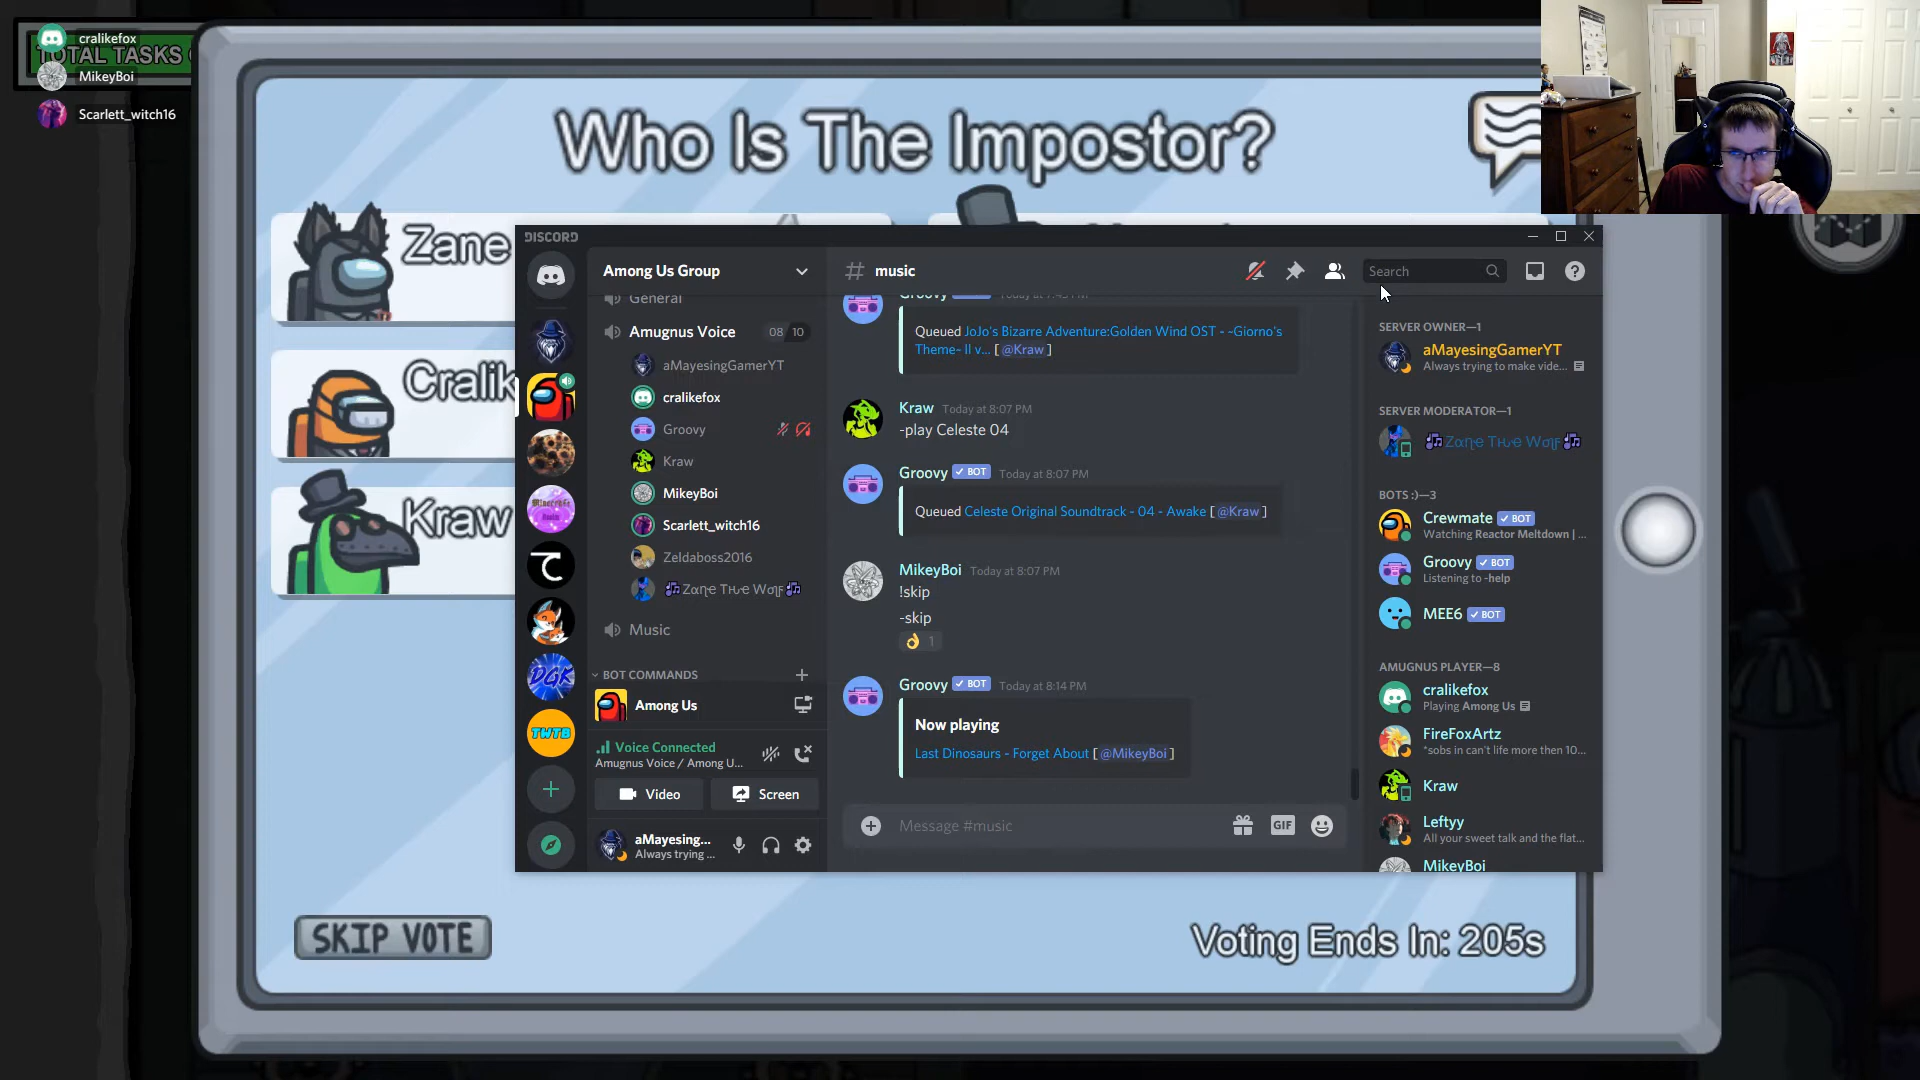 cralikefox
TOTAL TASKS
MikeyBoi
Scarlett_witch16
Who Is The Impostor?
Zane
Cralik
Kraw
DISCORD
Among Us Group
General
Amugnus Voice 08 10
aMayesingGamerYT
cralikefox
Groovy
Kraw
MikeyBoi
Scarlett_witch16
Zeldaboss2016
Zαɳҽ Tԋҽ Wσʅϝ
Music
BOT COMMANDS
Among Us
Voice Connected
Amugnus Voice / Among U...
Video
Screen
aMayesing...
Always trying ...
DGK
TWTB
# music
Search
Groovy
Queued JoJo's Bizarre Adventure:Golden Wind OST - -Giorno's
Theme- Il v... [ @Kraw ]
Kraw Today at 8:07 PM
-play Celeste 04
Groovy BOT Today at 8:07 PM
Queued Celeste Original Soundtrack - 04 - Awake [ @Kraw ]
MikeyBoi Today at 8:07 PM
!skip
-skip
1
Groovy BOT Today at 8:14 PM
Now playing
Last Dinosaurs - Forget About [ @MikeyBoi ]
Message #music
GIF
SERVER OWNER—1
aMayesingGamerYT
Always trying to make vide...
SERVER MODERATOR—1
Zαɳҽ Tԋҽ Wσʅϝ
BOTS :)—3
Crewmate BOT
Watching Reactor Meltdown | ...
Groovy BOT
Listening to -help
MEE6 BOT
AMUGNUS PLAYER—8
cralikefox
Playing Among Us
FireFoxArtz
*sobs in can't life more then 10...
Kraw
Leftyy
All your sweet talk and the flat...
MikeyBoi
SKIP VOTE
Voting Ends In: 205s